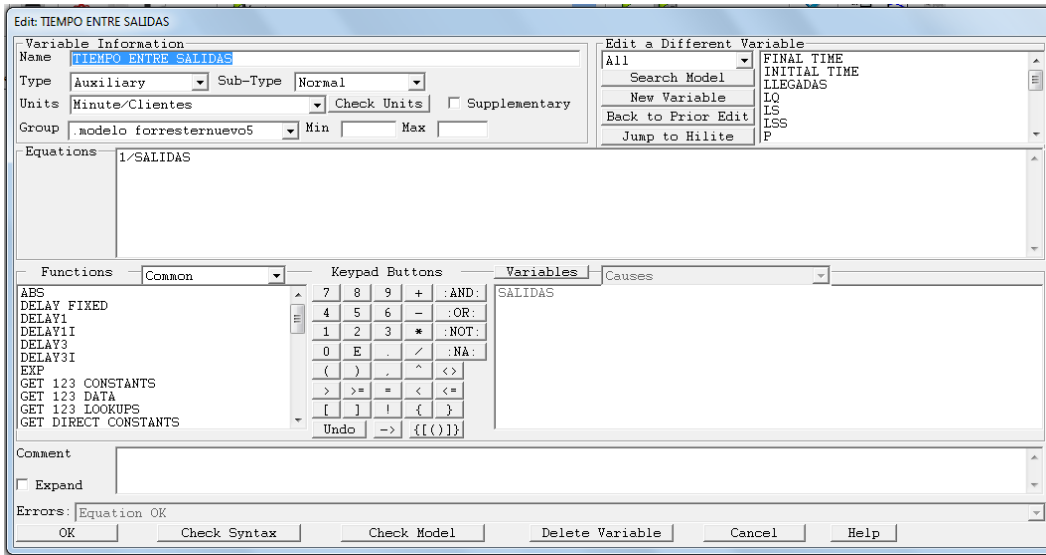 Edit: TIEMPO ENTRE SALIDAS
Variable Information
Name TIEMPO ENTRE SALIDAS
Type Auxiliary Sub-Type Normal
Units Minute/Clientes Check Units Supplementary
Group .modelo forresternuevo5 Min Max
Edit a Different Variable
All
Search Model
New Variable
Back to Prior Edit
Jump to Hilite
FINAL TIME
INITIAL TIME
LLEGADAS
LQ
LS
LSS
P
Equations
1/SALIDAS
Functions Common
ABS
DELAY FIXED
DELAY1
DELAY1I
DELAY3
DELAY3I
EXP
GET 123 CONSTANTS
GET 123 DATA
GET 123 LOOKUPS
GET DIRECT CONSTANTS
Keypad Buttons
7 8 9 + :AND:
4 5 6 - :OR:
1 2 3 * :NOT:
0 E . / :NA:
( ) , ^ <>
> >= = < <=
[ ] ! { }
Undo -> {[()]}
Variables Causes
SALIDAS
Comment
Expand
Errors: Equation OK
OK Check Syntax Check Model Delete Variable Cancel Help